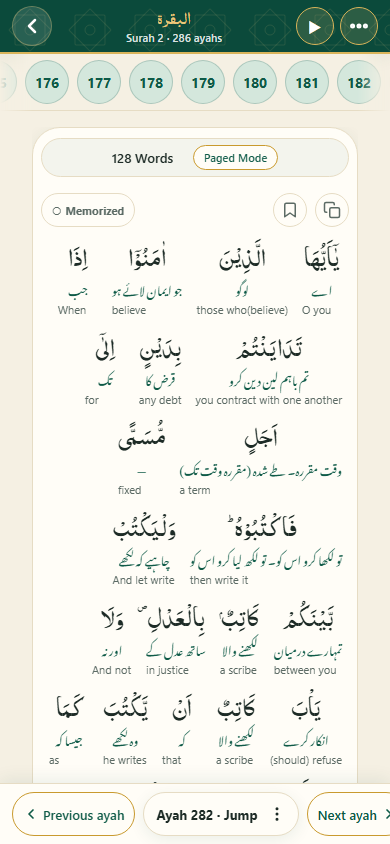 البقرة
Surah 2 · 286 ayahs
176 177 178 179 180 181 182
128 Words Paged Mode
Memorized
يٰٓاَيُّهَا الَّذِيْنَ اٰمَنُوْٓا اِذَا
اے لوگو جو ایمان لائے ہو جب
O you those who(believe) believe When
تَدَايَنْتُمْ بِدَيْنٍ اِلٰٓى
تم باہم لین دین کرو قرض کا تک
you contract with one another any debt for
اَجَلٍ مُّسَمًّى
وقت مقررہ۔ طے شدہ (مقررہ وقت تک) —
a term fixed
فَاكْتُبُوْهُ ؕ وَلْيَكْتُبْ
تو لکھا کرو اس کو۔ تو لکھ لیا کرو اس کو چاہیے کہ لکھے
then write it And let write
بَّيْنَكُمْ كَاتِبٌۢ بِالْعَدْلِ ۪ وَلَا
تمہارے درمیان لکھنے والا ساتھ عدل کے اور نہ
between you a scribe in justice And not
يَاْبَ كَاتِبٌ اَنْ يَّكْتُبَ كَمَا
انکار کرے لکھنے والا کہ وہ لکھے جیسا کہ
(should) refuse a scribe that he writes as
Previous ayah Ayah 282 · Jump Next ayah